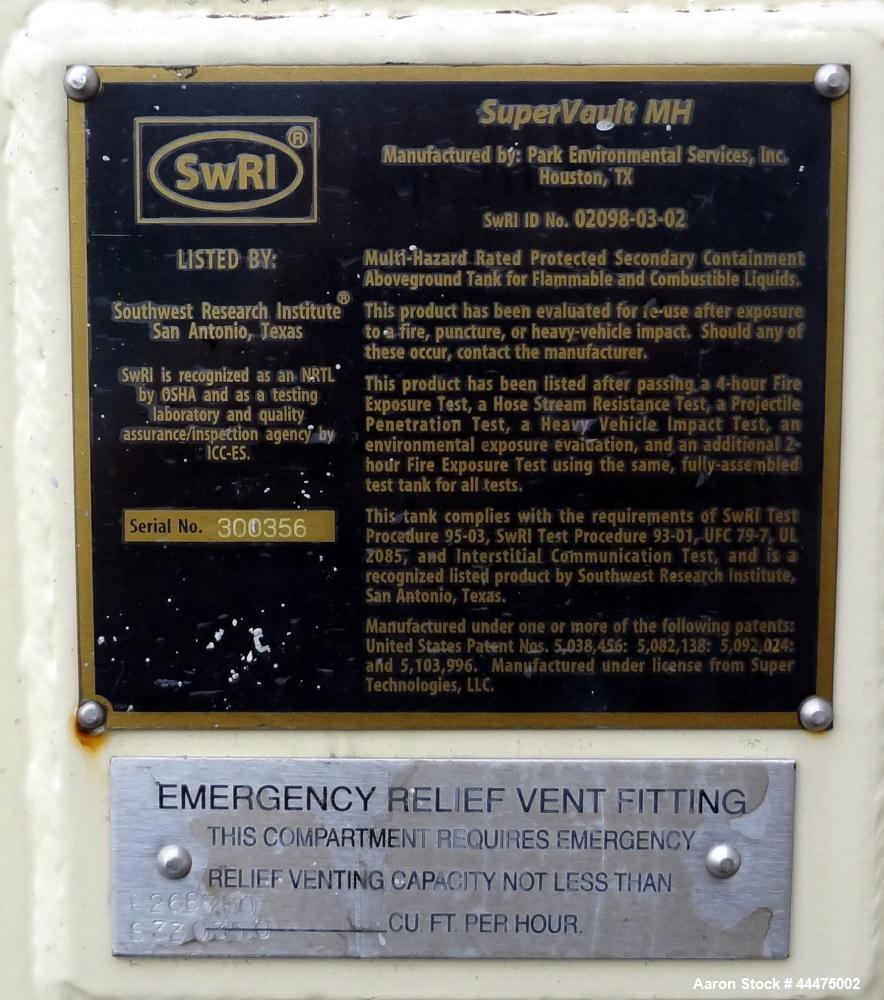 SwRI®
LISTED BY:
Southwest Research Institute®
San Antonio, Texas
SwRI is recognized as an NRTL
by OSHA and as a testing
laboratory and quality
assurance/inspection agency by
ICC-ES.
Serial No. 300356
SuperVault MH
Manufactured by: Park Environmental Services, Inc.
Houston, TX
SwRI ID No. 02098-03-02
Multi-Hazard Rated Protected Secondary Containment
Aboveground Tank for Flammable and Combustible Liquids.
This product has been evaluated for re-use after exposure
to a fire, puncture, or heavy-vehicle impact. Should any of
these occur, contact the manufacturer.
This product has been listed after passing a 4-hour Fire
Exposure Test, a Hose Stream Resistance Test, a Projectile
Penetration Test, a Heavy Vehicle Impact Test, an
environmental exposure evaluation, and an additional 2-
hour Fire Exposure Test using the same, fully-assembled
test tank for all tests.
This tank complies with the requirements of SwRI Test
Procedure 95-03, SwRI Test Procedure 93-01, UFC 79-7, UL
2085, and Interstitial Communication Test, and is a
recognized listed product by Southwest Research Institute,
San Antonio, Texas.
Manufactured under one or more of the following patents:
United States Patent Nos. 5,038,456: 5,082,138: 5,092,024:
and 5,103,996. Manufactured under license from Super
Technologies, LLC.
EMERGENCY RELIEF VENT FITTING
THIS COMPARTMENT REQUIRES EMERGENCY
RELIEF VENTING CAPACITY NOT LESS THAN
CU. FT. PER HOUR.
Aaron Stock # 44475002